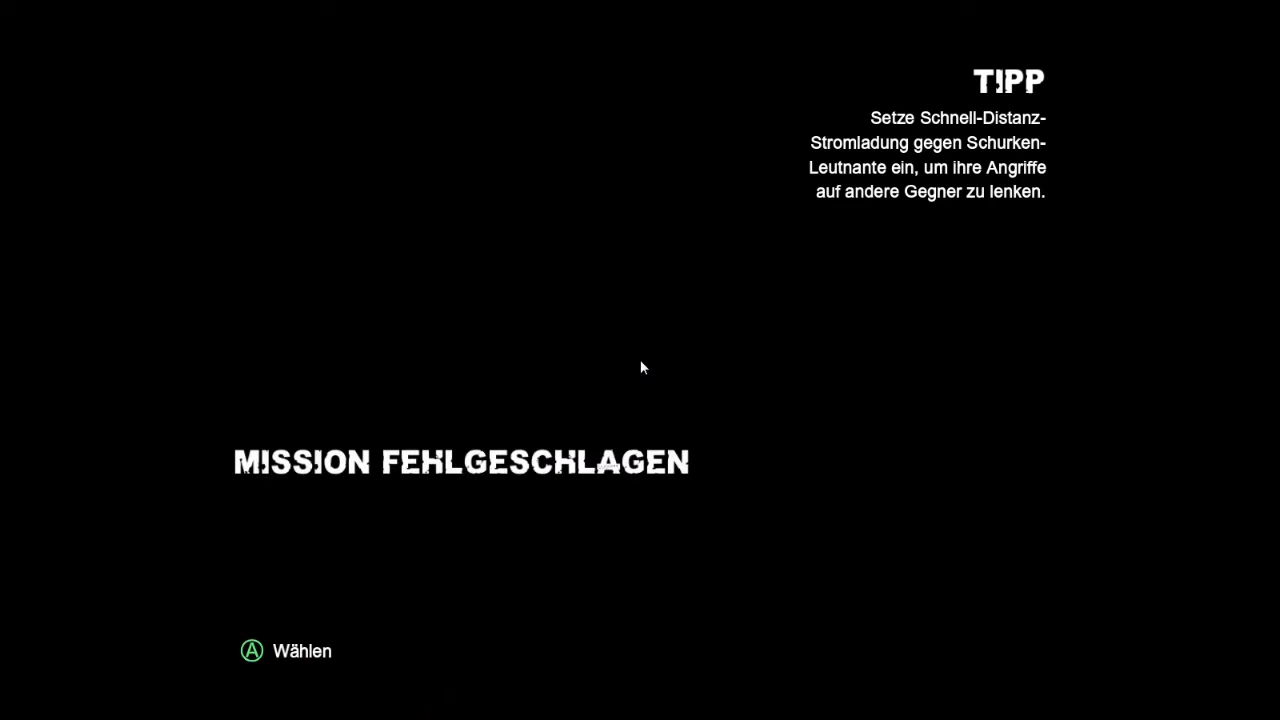 TIPP
Setze Schnell-Distanz-
Stromladung gegen Schurken-
Leutnante ein, um ihre Angriffe
auf andere Gegner zu lenken.
MISSION FEHLGESCHLAGEN
A Wählen